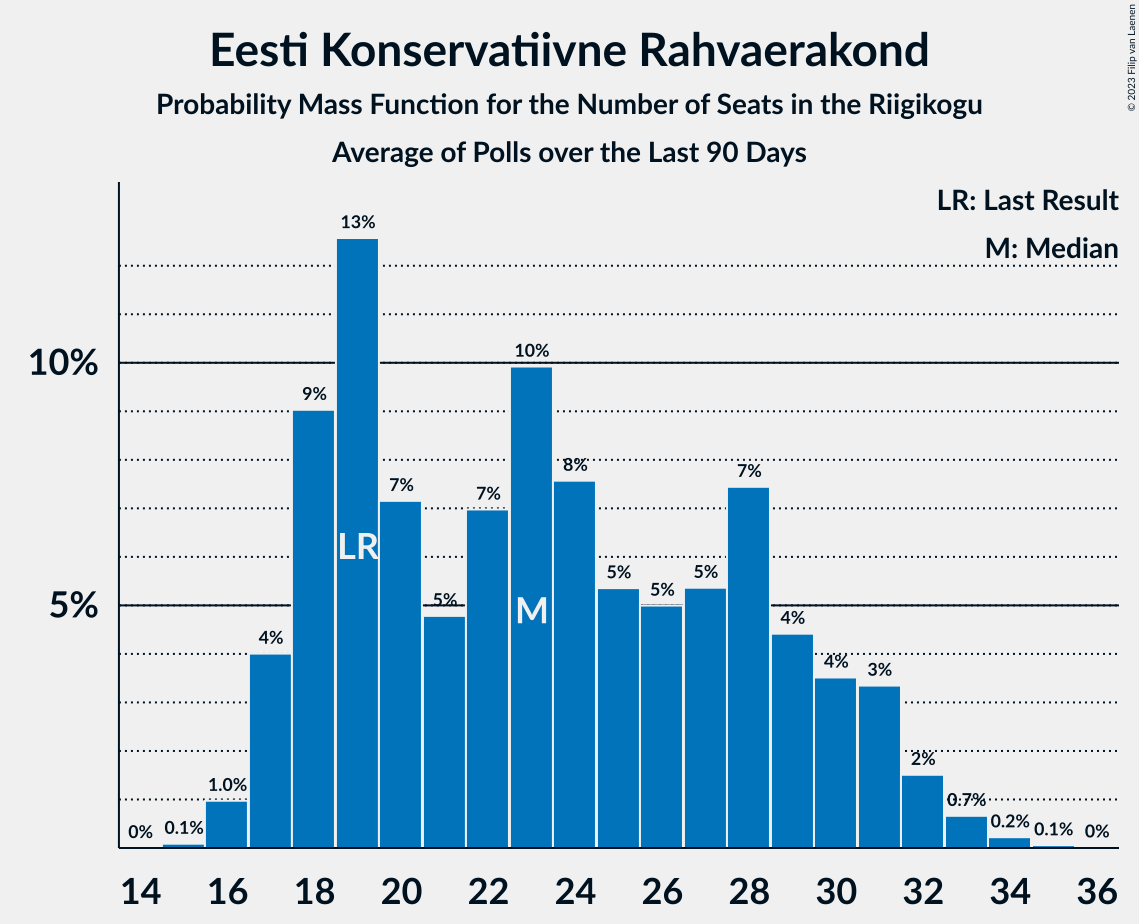 Eesti Konservatiivne Rahvaerakond
Probability Mass Function for the Number of Seats in the Riigikogu
Average of Polls over the Last 90 Days
© 2023 Filip van Laenen
LR: Last Result
M: Median
10%
5%
0%
0.1%
1.0%
4%
9%
13%
7%
5%
7%
10%
8%
5%
5%
5%
7%
4%
4%
3%
2%
0.7%
0.2%
0.1%
0%
LR
M
14 16 18 20 22 24 26 28 30 32 34 36